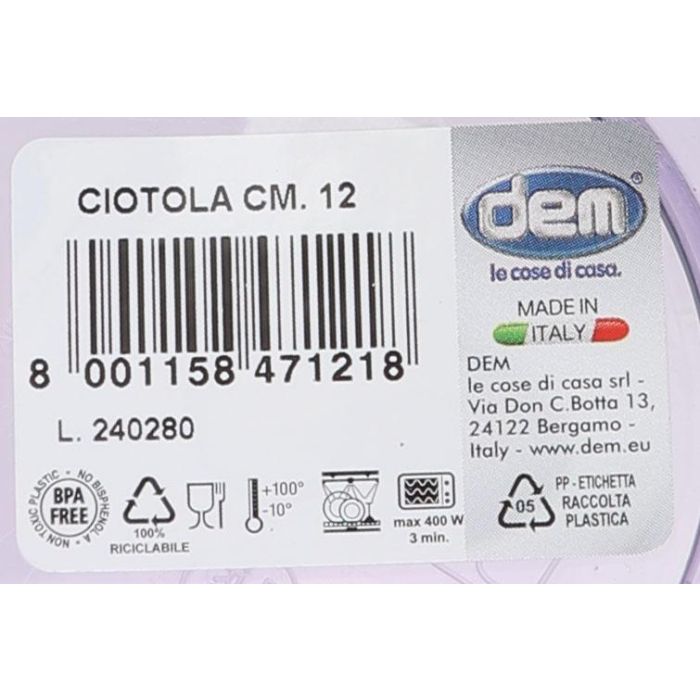 CIOTOLA CM. 12
8 001158 471218
L. 240280
NON TOXIC PLASTIC - NO BISPHENOL A -
BPA
FREE
100%
RICICLABILE
+100°
-10°
max 400 W
3 min.
dem®
le cose di casa.
MADE IN
ITALY
DEM
le cose di casa srl -
Via Don C.Botta 13,
24122 Bergamo -
Italy - www.dem.eu
05
PP - ETICHETTA
RACCOLTA
PLASTICA